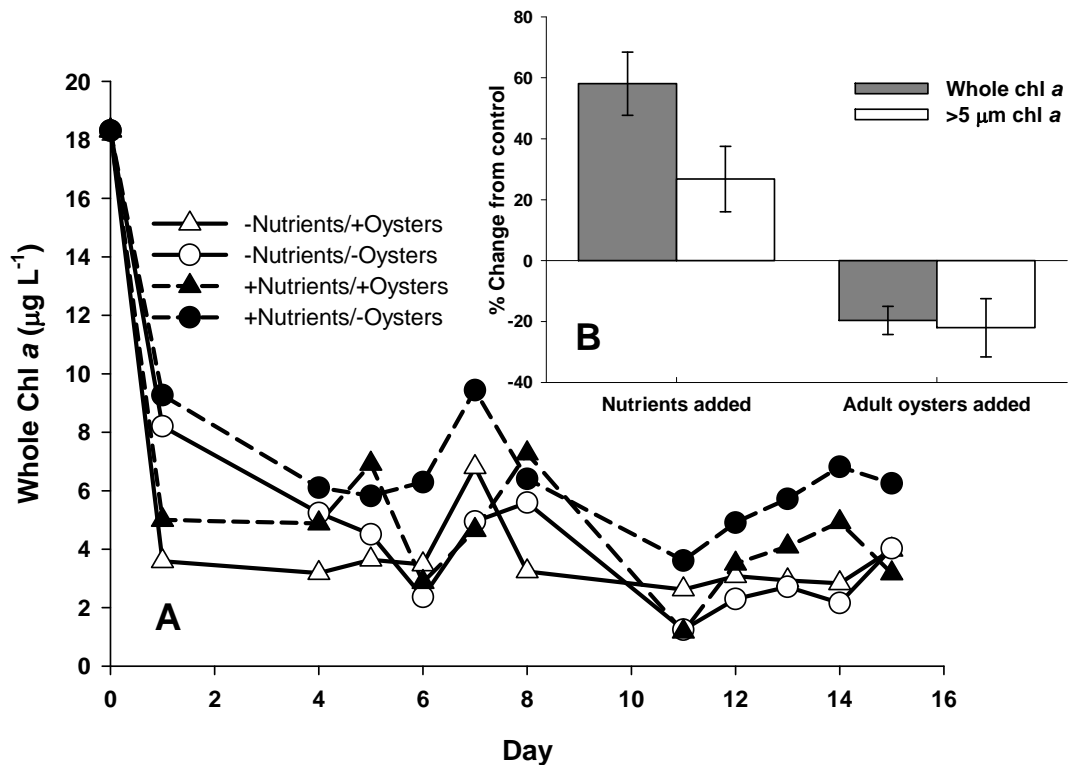 80
60
40
20
0
-20
-40
% Change from control
Whole chl a
>5 μm chl a
B
Nutrients added
Adult oysters added
20
18
16
14
12
10
8
6
4
2
0
Whole Chl a (μg L⁻¹)
-Nutrients/+Oysters
-Nutrients/-Oysters
+Nutrients/+Oysters
+Nutrients/-Oysters
A
0 2 4 6 8 10 12 14 16
Day